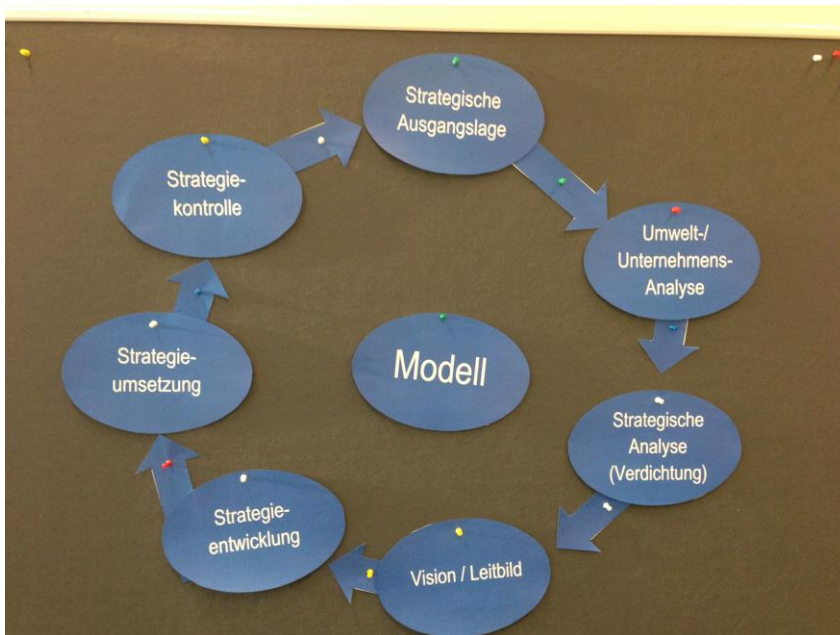 Strategische
Ausgangslage
Umwelt-/
Unternehmens-
Analyse
Strategische
Analyse
(Verdichtung)
Vision / Leitbild
Strategie-
entwicklung
Strategie-
umsetzung
Strategie-
kontrolle
Modell